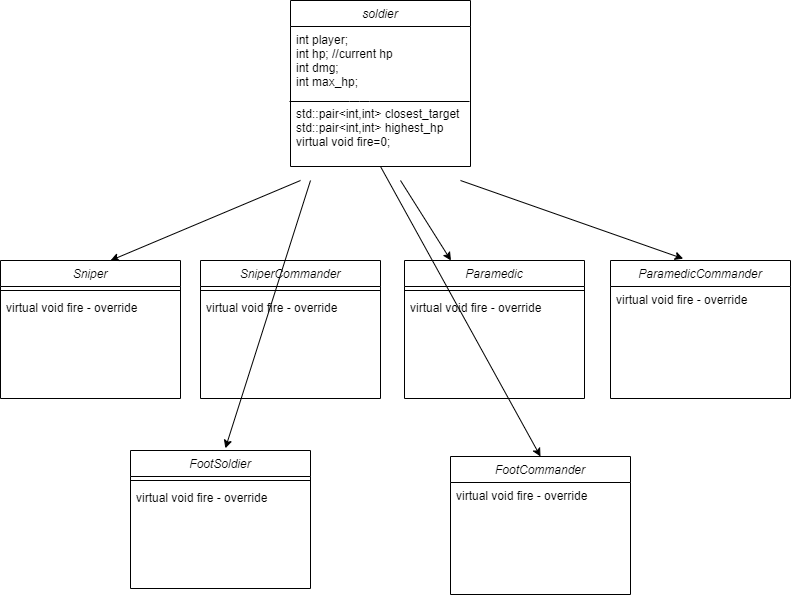 soldier
int player;
int hp; //current hp
int dmg;
int max_hp;
std::pair<int,int> closest_target
std::pair<int,int> highest_hp
virtual void fire=0;
Sniper
virtual void fire - override
SniperCommander
virtual void fire - override
Paramedic
virtual void fire - override
ParamedicCommander
virtual void fire - override
FootSoldier
virtual void fire - override
FootCommander
virtual void fire - override